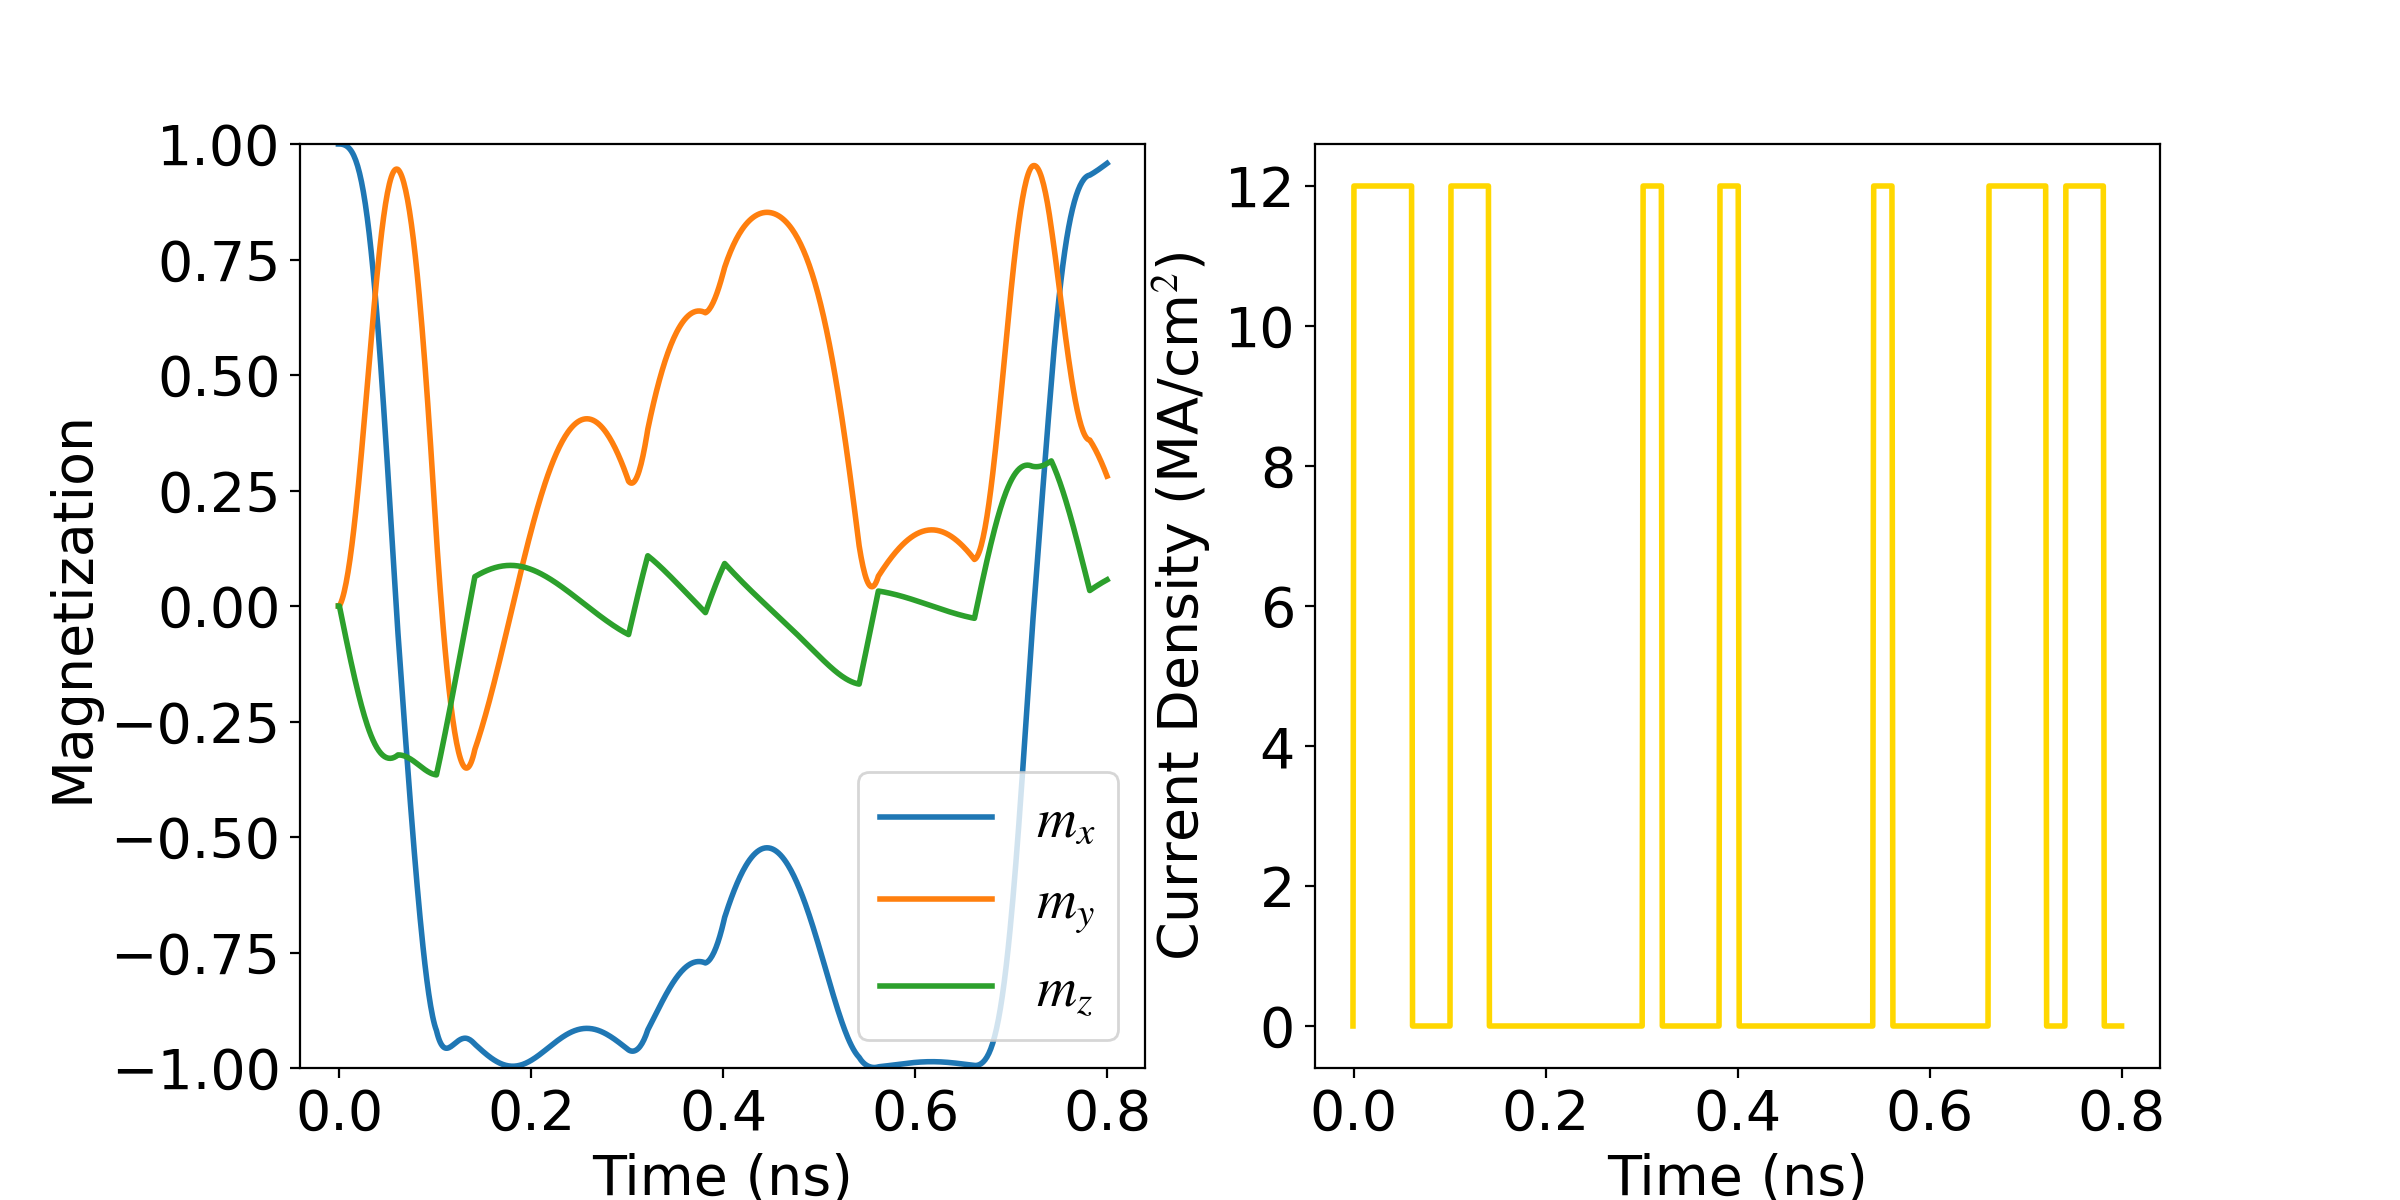 1.00
0.75
0.50
0.25
0.00
−0.25
−0.50
−0.75
−1.00
Magnetization
0.0 0.2 0.4 0.6 0.8
Time (ns)
m_x
m_y
m_z
12
10
8
6
4
2
0
Current Density (MA/cm²)
0.0 0.2 0.4 0.6 0.8
Time (ns)